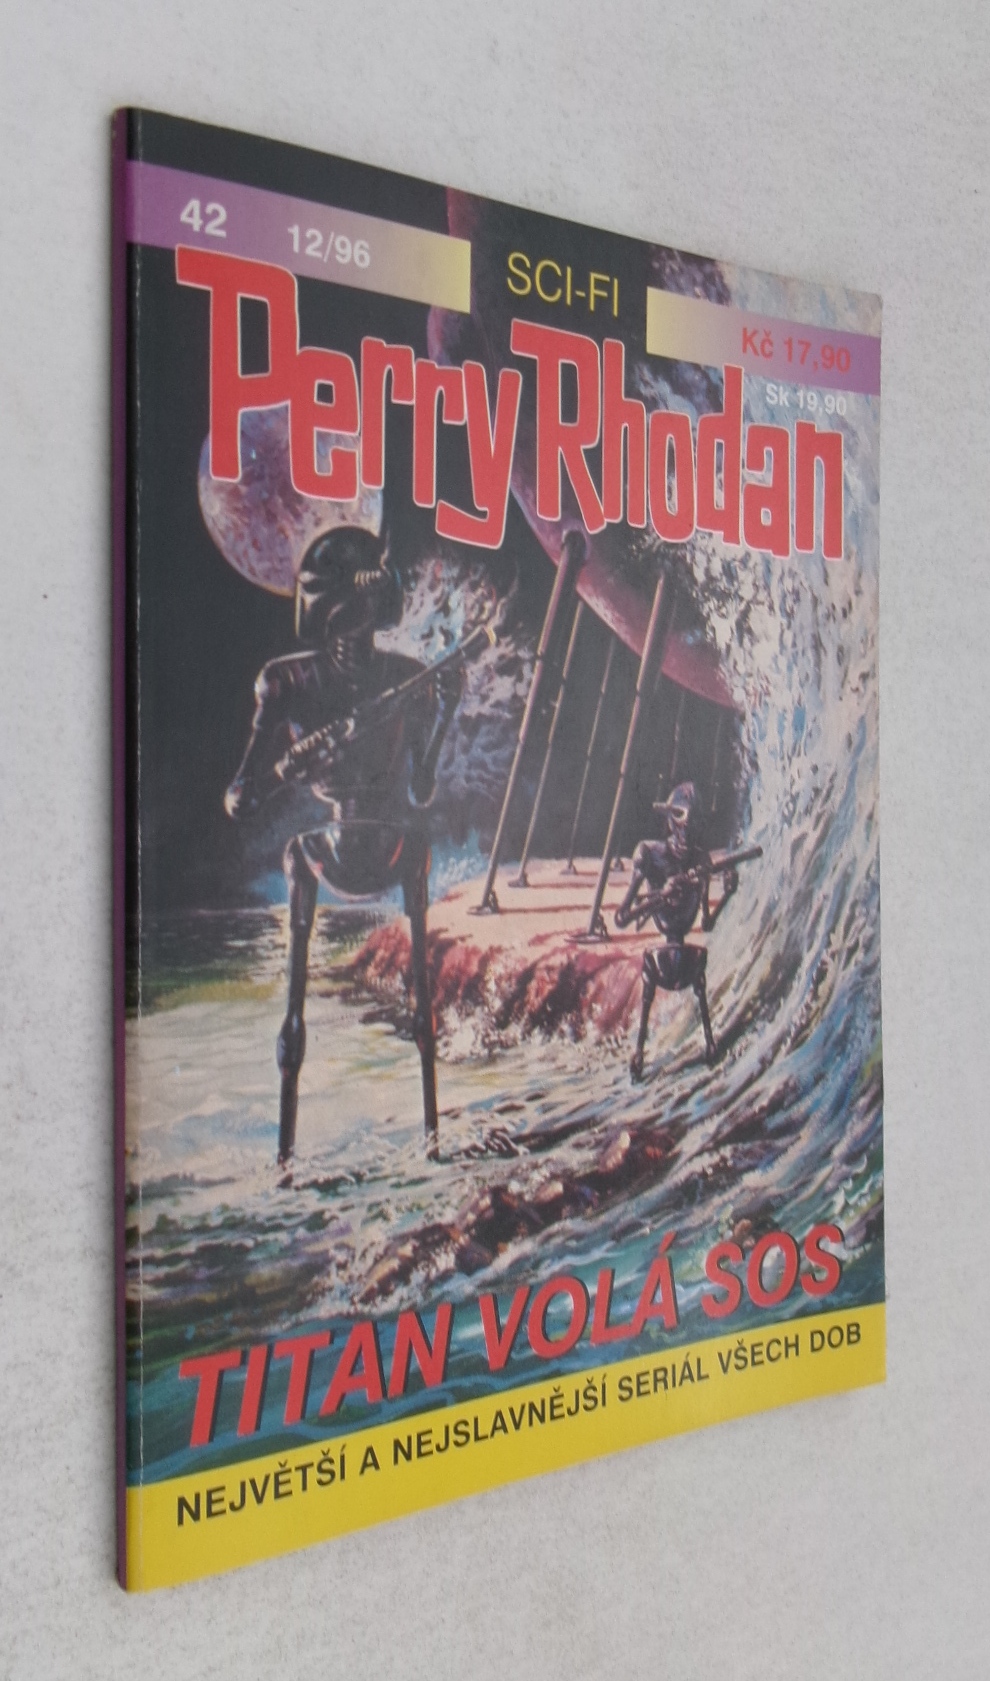 42 12/96
SCI-FI
Kč 17,90
Sk 19,90
Perry Rhodan
TITAN VOLÁ SOS
NEJVĚTŠÍ A NEJSLAVNĚJŠÍ SERIÁL VŠECH DOB